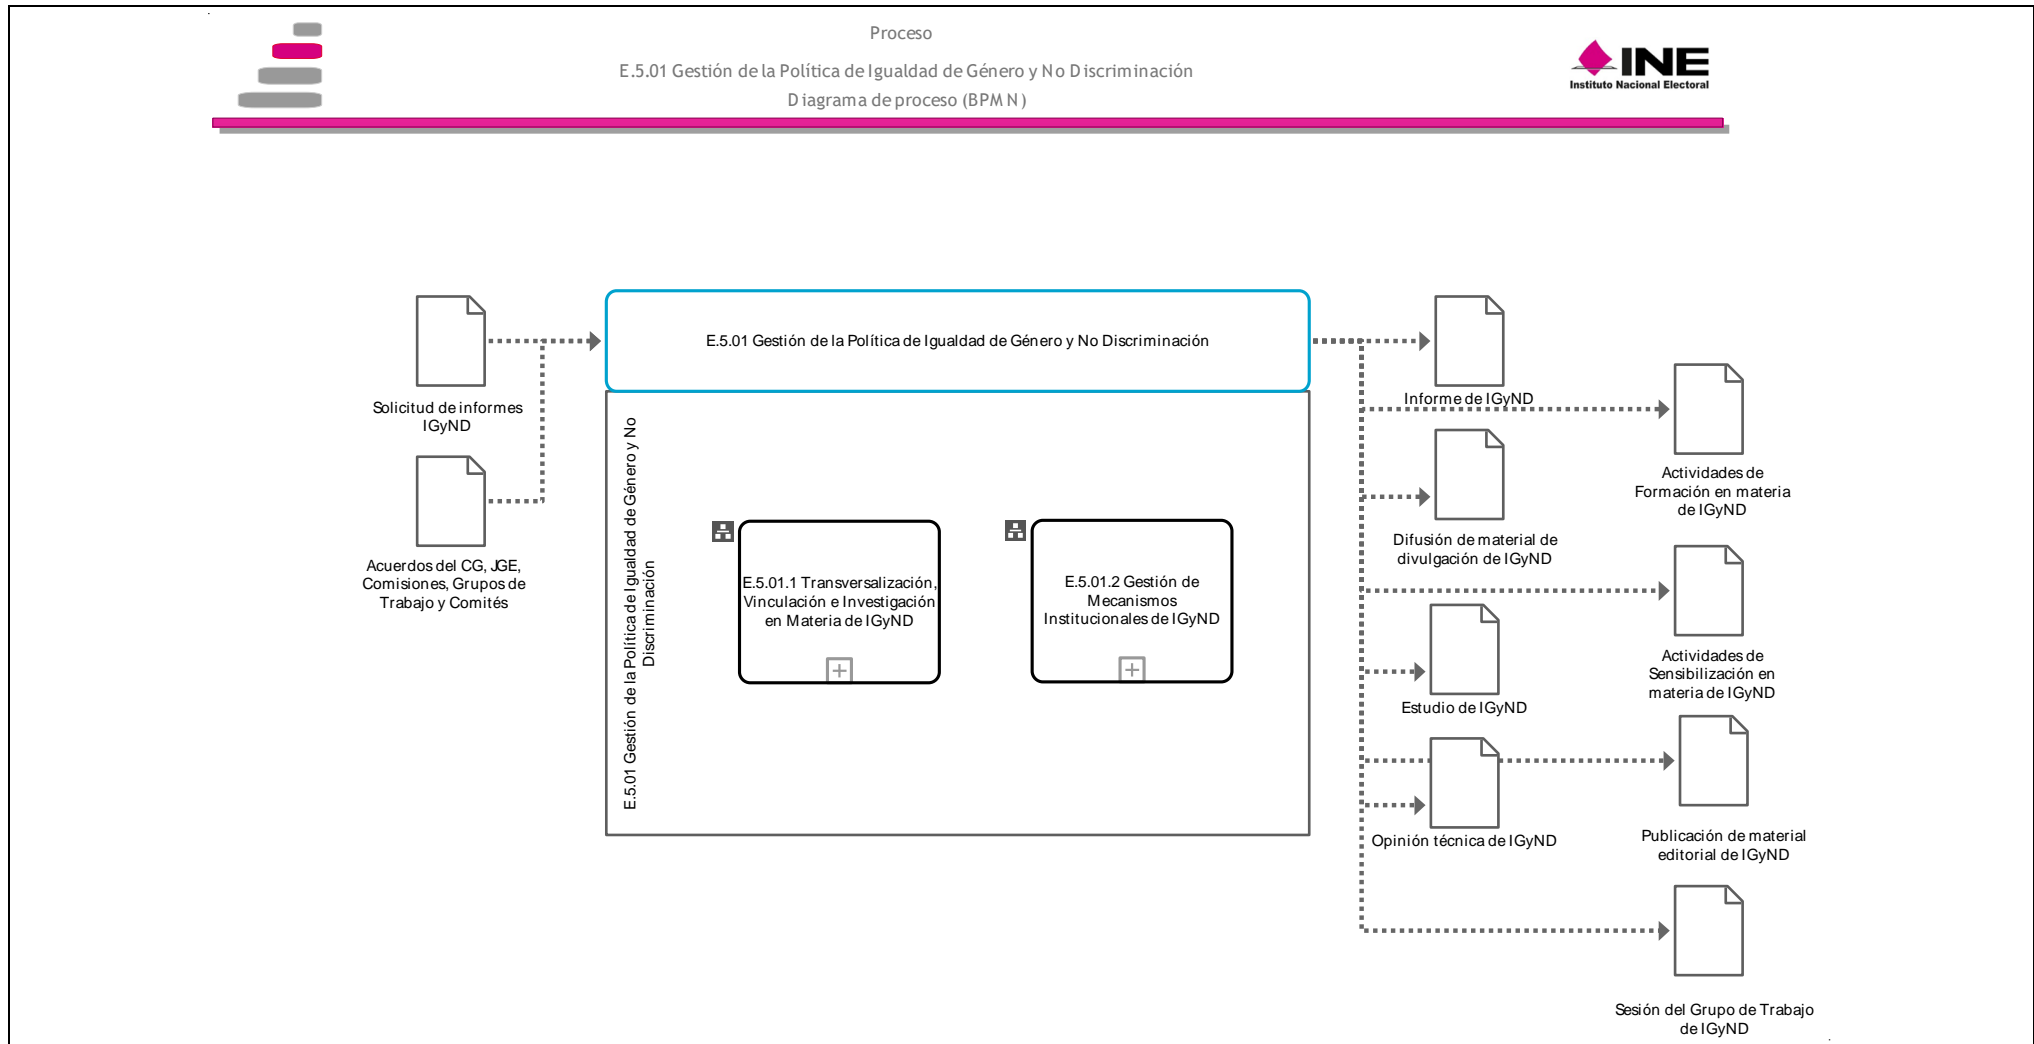 Proceso
E.5.01 Gestión de la Política de Igualdad de Género y No Discriminación
Diagrama de proceso (BPMN)
INE
Instituto Nacional Electoral
Solicitud de informes
IGyND
Acuerdos del CG, JGE,
Comisiones, Grupos de
Trabajo y Comités
E.5.01 Gestión de la Política de Igualdad de Género y No Discriminación
E.5.01 Gestión de la Política de Igualdad de Género y No
Discriminación
E.5.01.1 Transversalización,
Vinculación e Investigación
en Materia de IGyND
E.5.01.2 Gestión de
Mecanismos
Institucionales de IGyND
Informe de IGyND
Actividades de
Formación en materia
de IGyND
Difusión de material de
divulgación de IGyND
Actividades de
Sensibilización en
materia de IGyND
Estudio de IGyND
Opinión técnica de IGyND
Publicación de material
editorial de IGyND
Sesión del Grupo de Trabajo
de IGyND